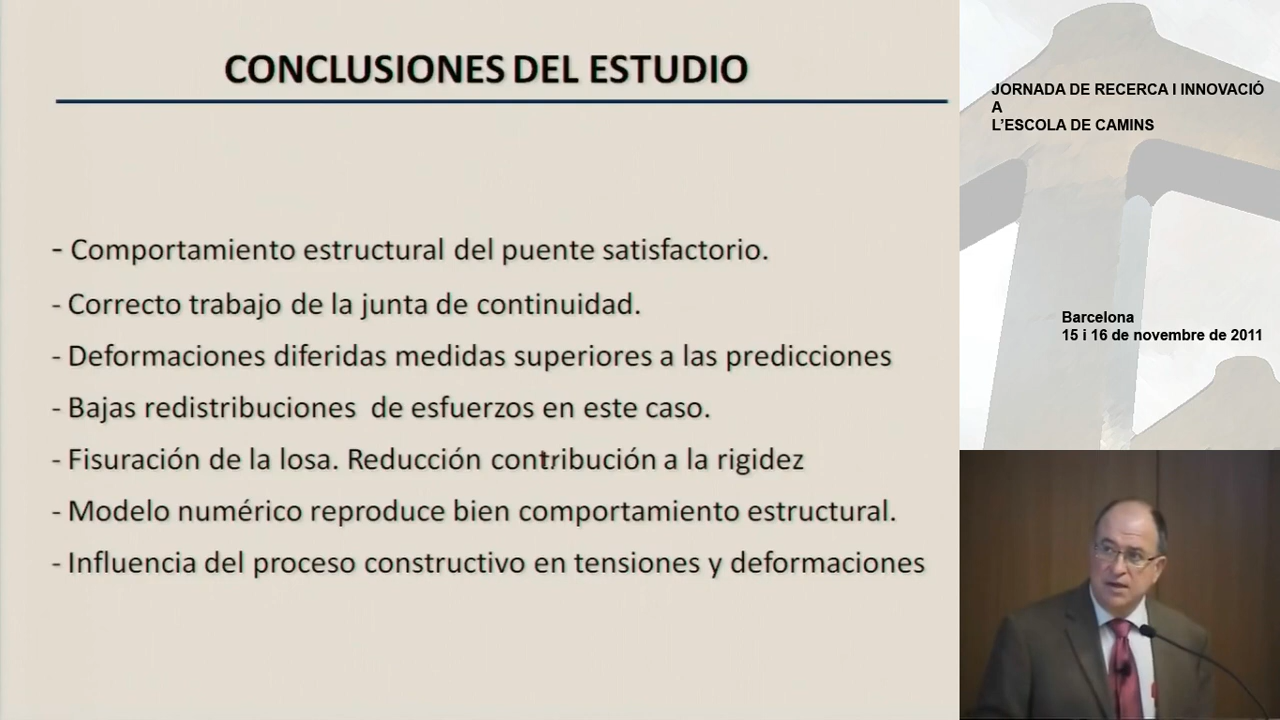 CONCLUSIONES DEL ESTUDIO
- Comportamiento estructural del puente satisfactorio.
- Correcto trabajo de la junta de continuidad.
- Deformaciones diferidas medidas superiores a las predicciones
- Bajas redistribuciones de esfuerzos en este caso.
- Fisuración de la losa. Reducción contribución a la rigidez
- Modelo numérico reproduce bien comportamiento estructural.
- Influencia del proceso constructivo en tensiones y deformaciones
JORNADA DE RECERCA I INNOVACIÓ
A
L'ESCOLA DE CAMINS
Barcelona
15 i 16 de novembre de 2011